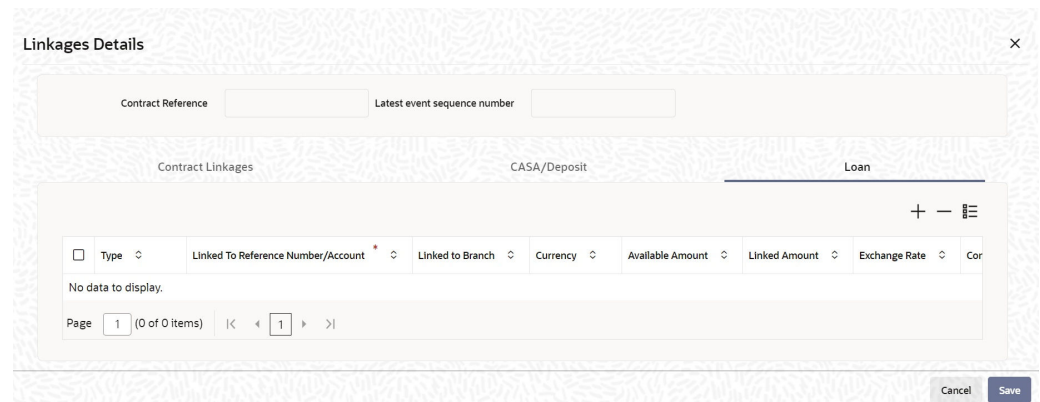 Linkages Details
Contract Reference Latest event sequence number
Contract Linkages CASA/Deposit Loan
Type Linked To Reference Number/Account * Linked to Branch Currency Available Amount Linked Amount Exchange Rate Cor
No data to display.
Page 1 (0 of 0 items) 1
Cancel Save